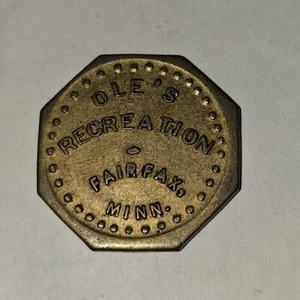 OLE'S
RECREATION
FAIRFAX,
MINN.